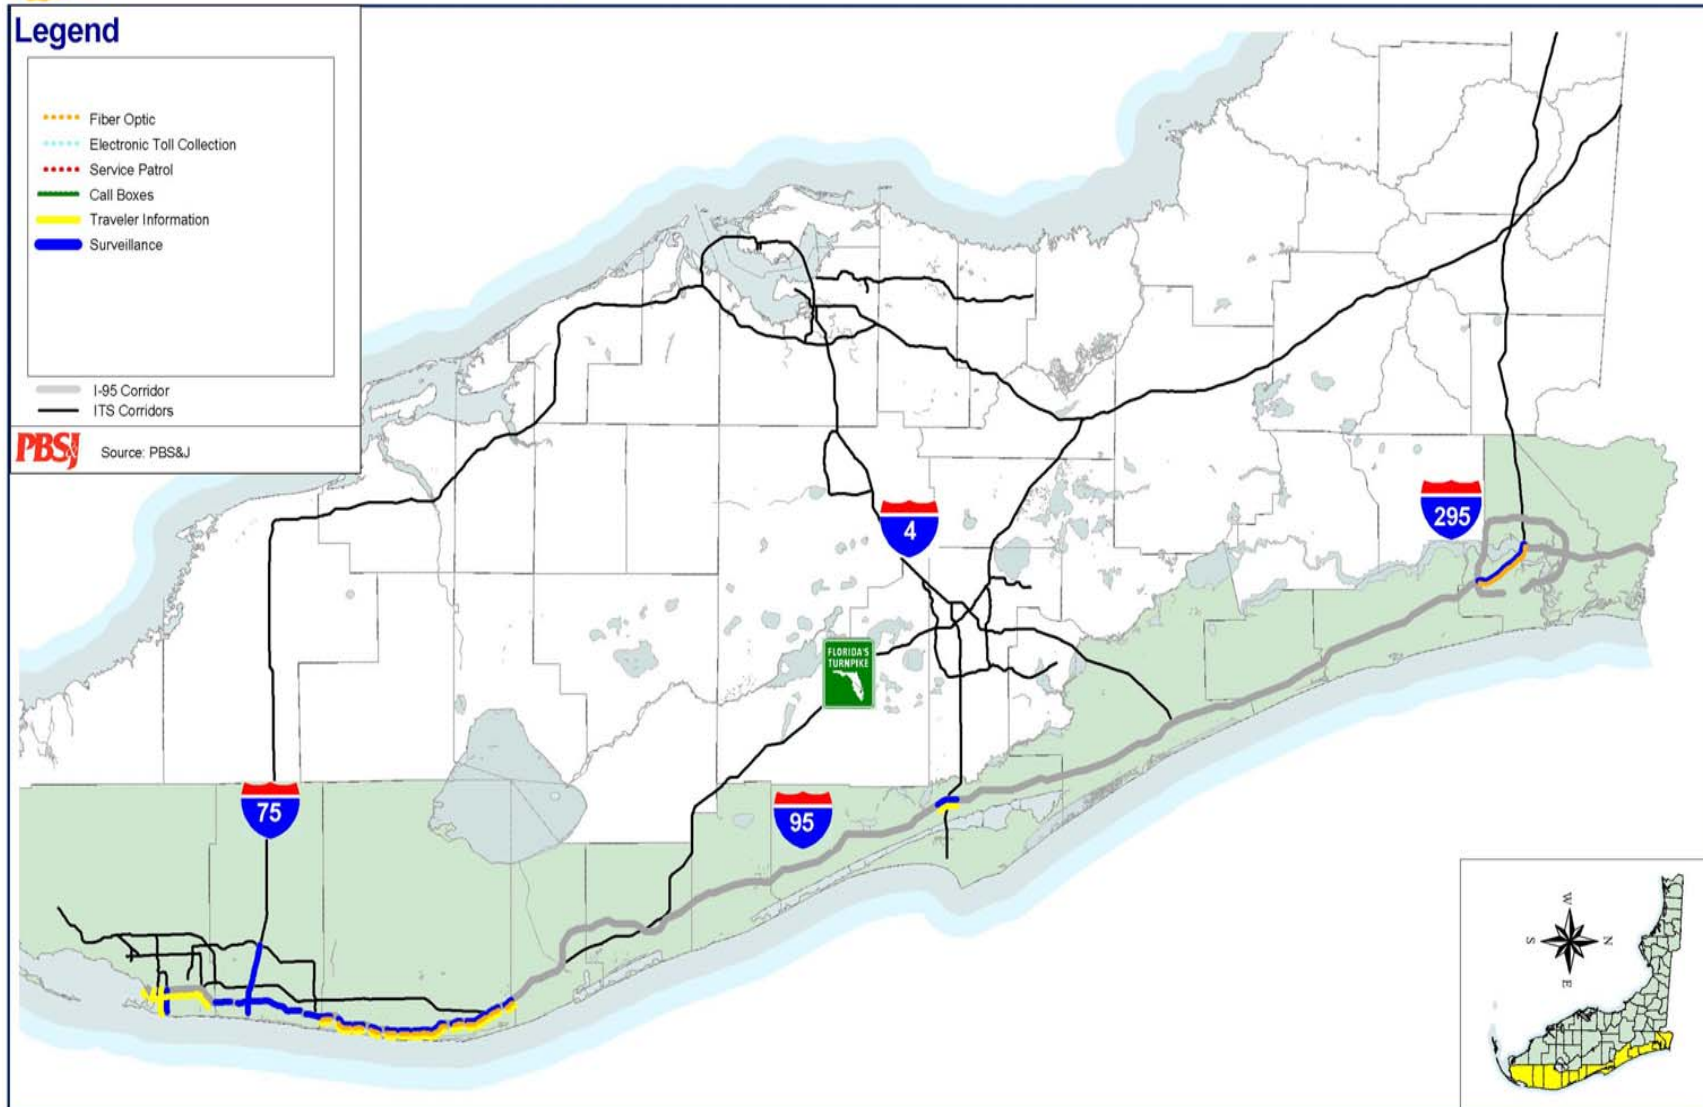 Legend
Fiber Optic
Electronic Toll Collection
Service Patrol
Call Boxes
Traveler Information
Surveillance
I-95 Corridor
ITS Corridors
PBSJ
Source: PBS&J
295
4
FLORIDA'S
TURNPIKE
75
95
W
S
N
E